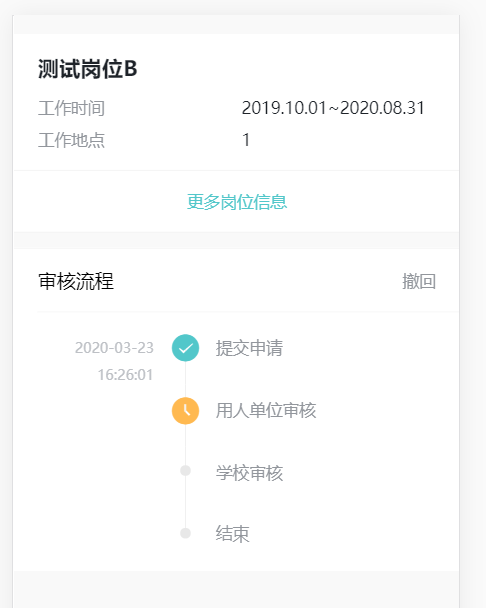 测试岗位B
工作时间 2019.10.01~2020.08.31
工作地点 1
更多岗位信息
审核流程 撤回
2020-03-23 提交申请
16:26:01
用人单位审核
学校审核
结束